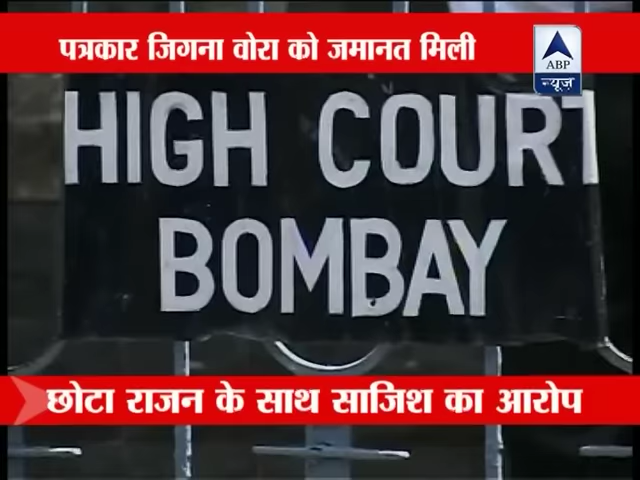 पत्रकार जिगना वोरा को जमानत मिली
ABP
न्यूज़
HIGH COURT
BOMBAY
छोटा राजन के साथ साजिश का आरोप